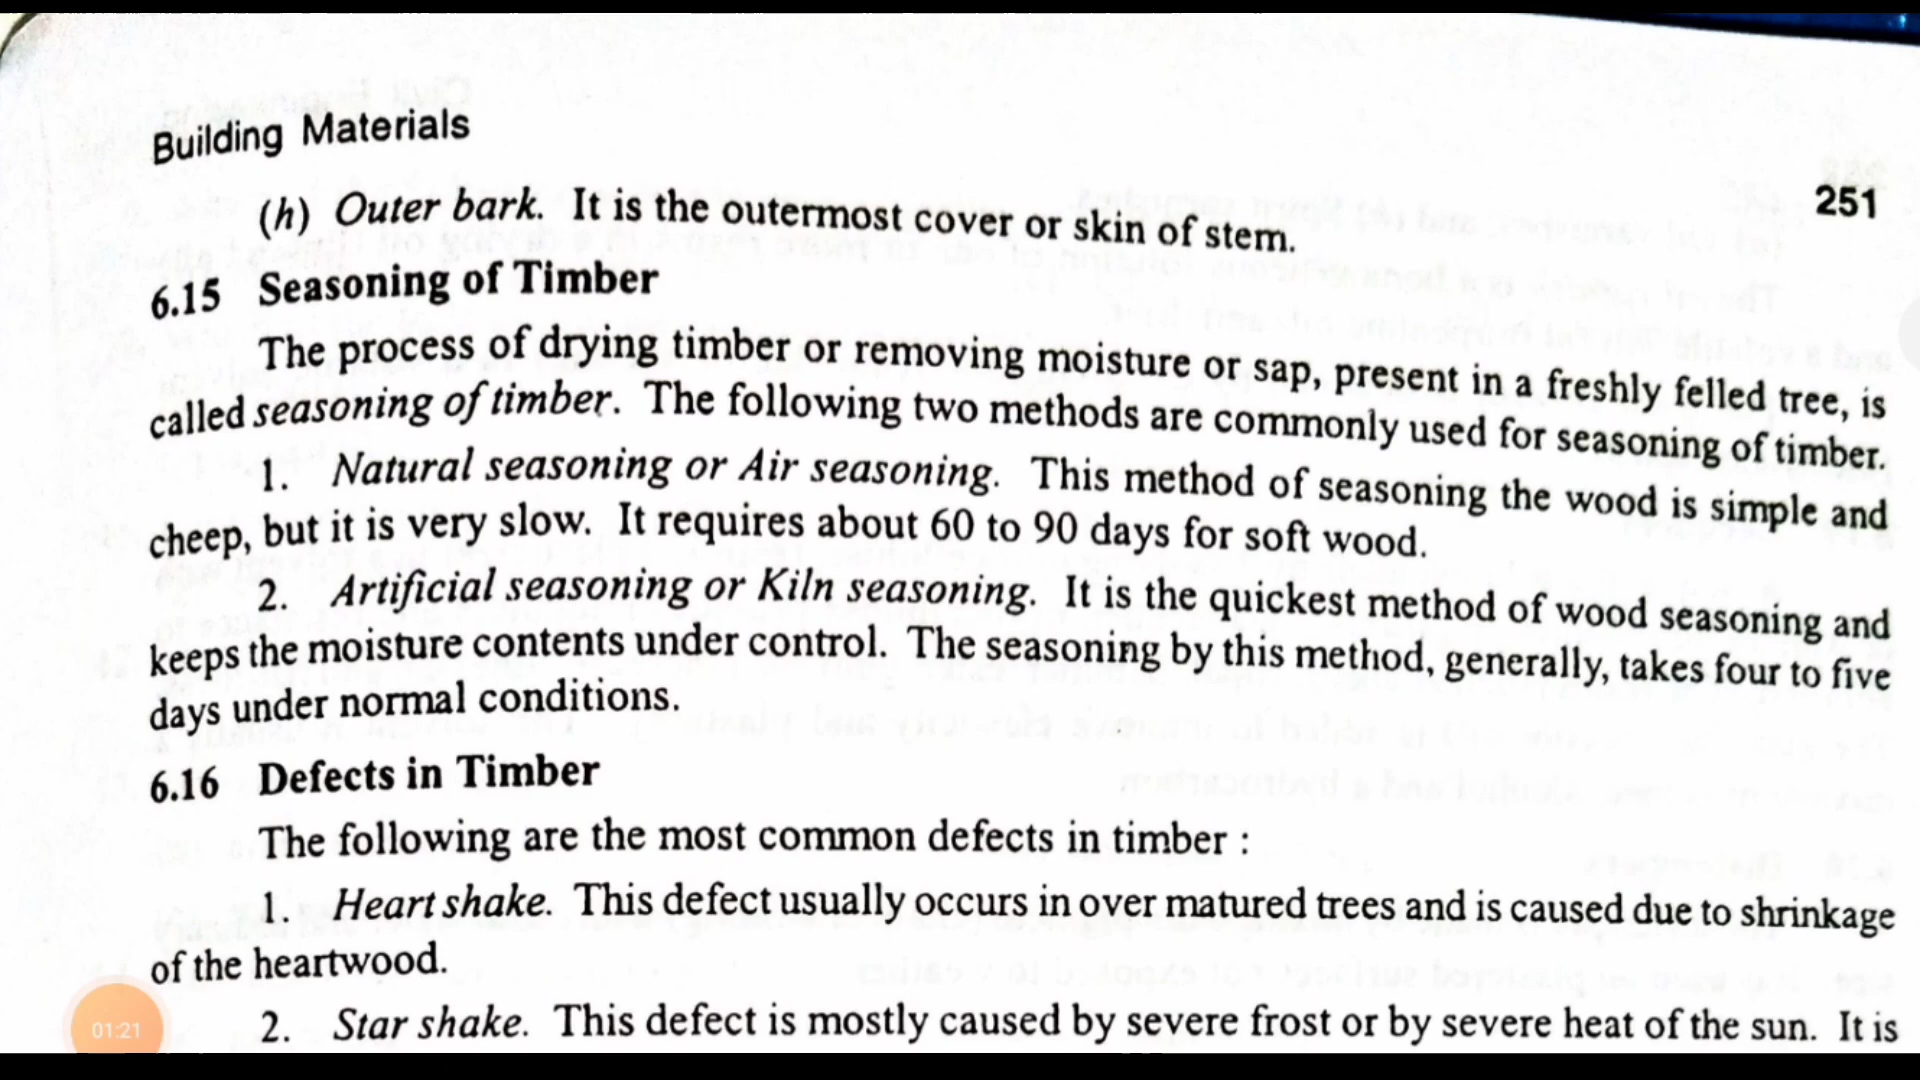 Building Materials
251
(h) Outer bark. It is the outermost cover or skin of stem.
6.15 Seasoning of Timber
The process of drying timber or removing moisture or sap, present in a freshly felled tree, is
called seasoning of timber. The following two methods are commonly used for seasoning of timber.
1. Natural seasoning or Air seasoning. This method of seasoning the wood is simple and
cheep, but it is very slow. It requires about 60 to 90 days for soft wood.
2. Artificial seasoning or Kiln seasoning. It is the quickest method of wood seasoning and
keeps the moisture contents under control. The seasoning by this method, generally, takes four to five
days under normal conditions.
6.16 Defects in Timber
The following are the most common defects in timber :
1. Heart shake. This defect usually occurs in over matured trees and is caused due to shrinkage
of the heartwood.
2. Star shake. This defect is mostly caused by severe frost or by severe heat of the sun. It is
01:21